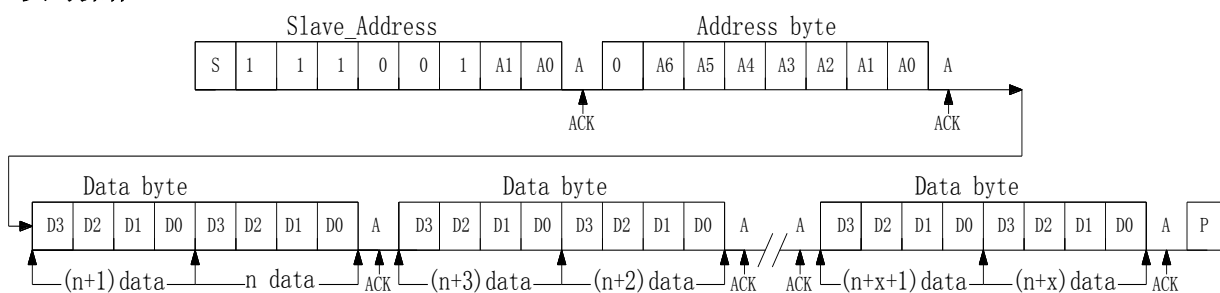 Slave_Address Address byte
S 1 1 1 0 0 1 A1 A0 A 0 A6 A5 A4 A3 A2 A1 A0 A
ACK ACK
Data byte Data byte Data byte
D3 D2 D1 D0 D3 D2 D1 D0 A D3 D2 D1 D0 D3 D2 D1 D0 A // A D3 D2 D1 D0 D3 D2 D1 D0 A P
(n+1)data n data ACK (n+3)data (n+2)data ACK ACK (n+x+1)data (n+x)data ACK